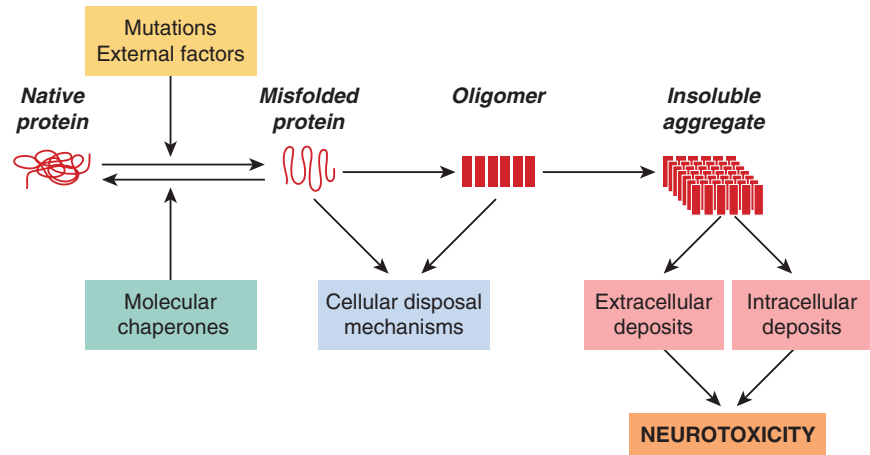 Mutations
External factors
Native
protein
Misfolded
protein
Oligomer
Insoluble
aggregate
Molecular
chaperones
Cellular disposal
mechanisms
Extracellular
deposits
Intracellular
deposits
NEUROTOXICITY